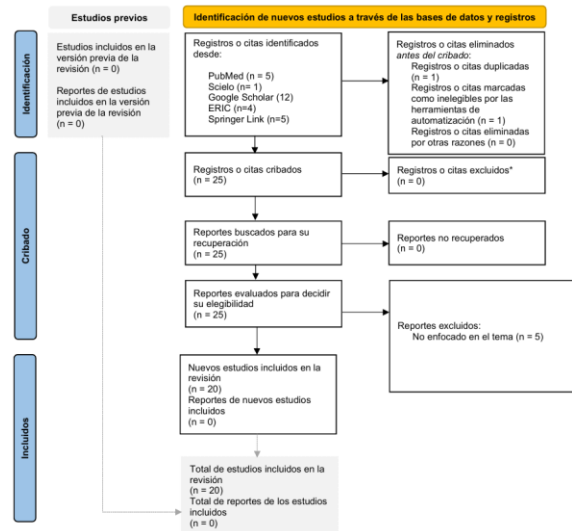 Estudios previos
Identificación de nuevos estudios a través de las bases de datos y registros
Identificación
Estudios incluidos en la
versión previa de la
revisión (n = 0)
Reportes de estudios
incluidos en la versión
previa de la revisión
(n = 0)
Registros o citas identificados
desde:
PubMed (n = 5)
Scielo (n= 1)
Google Scholar (12)
ERIC (n=4)
Springer Link (n=5)
Registros o citas eliminados
antes del cribado:
Registros o citas duplicadas
(n = 1)
Registros o citas marcadas
como inelegibles por las
herramientas de
automatización (n = 1)
Registros o citas eliminadas
por otras razones (n = 0)
Cribado
Registros o citas cribados
(n = 25)
Registros o citas excluidos*
(n = 0)
Reportes buscados para su
recuperación
(n = 25)
Reportes no recuperados
(n = 0)
Reportes evaluados para decidir
su elegibilidad
(n = 25)
Reportes excluidos:
No enfocado en el tema (n = 5)
Incluidos
Nuevos estudios incluidos en la
revisión
(n = 20)
Reportes de nuevos estudios
incluidos
(n = 0)
Total de estudios incluidos en la
revisión
(n = 20)
Total de reportes de los estudios
incluidos
(n = 0)